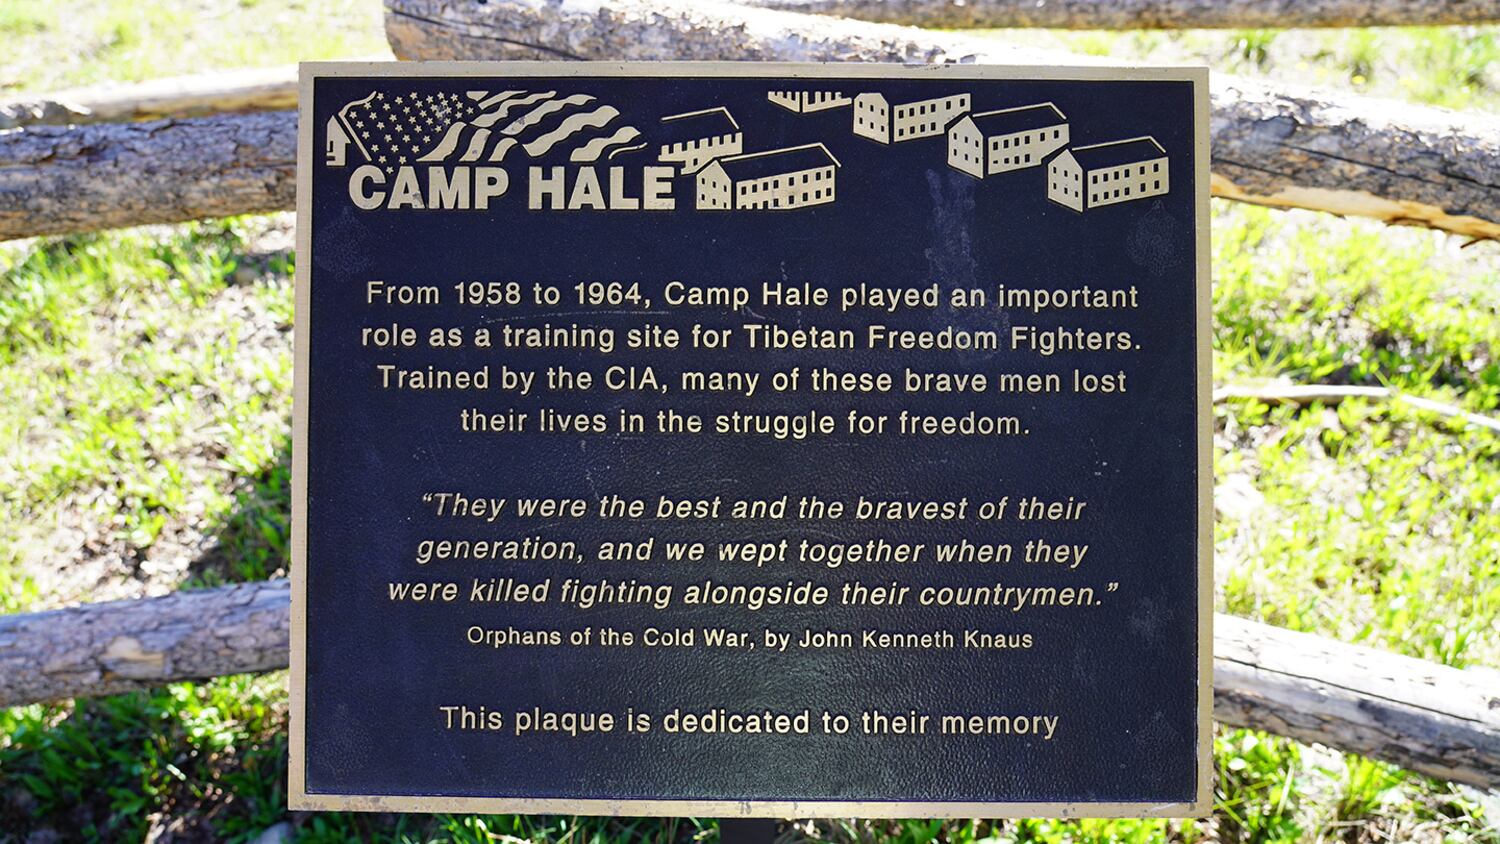 CAMP HALE
From 1958 to 1964, Camp Hale played an important
role as a training site for Tibetan Freedom Fighters.
Trained by the CIA, many of these brave men lost
their lives in the struggle for freedom.
“They were the best and the bravest of their
generation, and we wept together when they
were killed fighting alongside their countrymen.”
Orphans of the Cold War, by John Kenneth Knaus
This plaque is dedicated to their memory